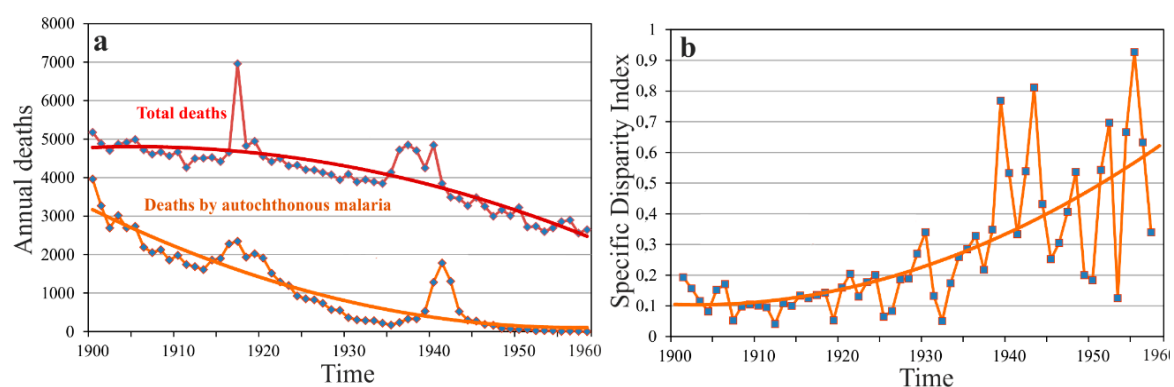 a
8000
7000
6000
5000
4000
3000
2000
1000
0
Annual deaths
Total deaths
Deaths by autochthonous malaria
1900 1910 1920 1930 1940 1950 1960
Time
b
1
0.9
0.8
0.7
0.6
0.5
0.4
0.3
0.2
0.1
0
Specific Disparity Index
1900 1910 1920 1930 1940 1950 1960
Time